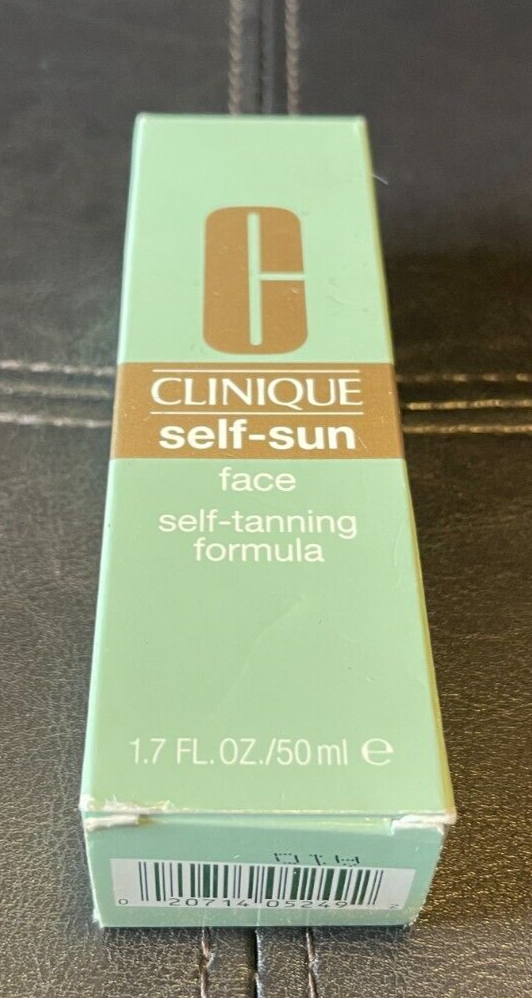 C
CLINIQUE
self-sun
face
self-tanning
formula
1.7 FL. OZ./50 ml ℮
0 20714 05249 2